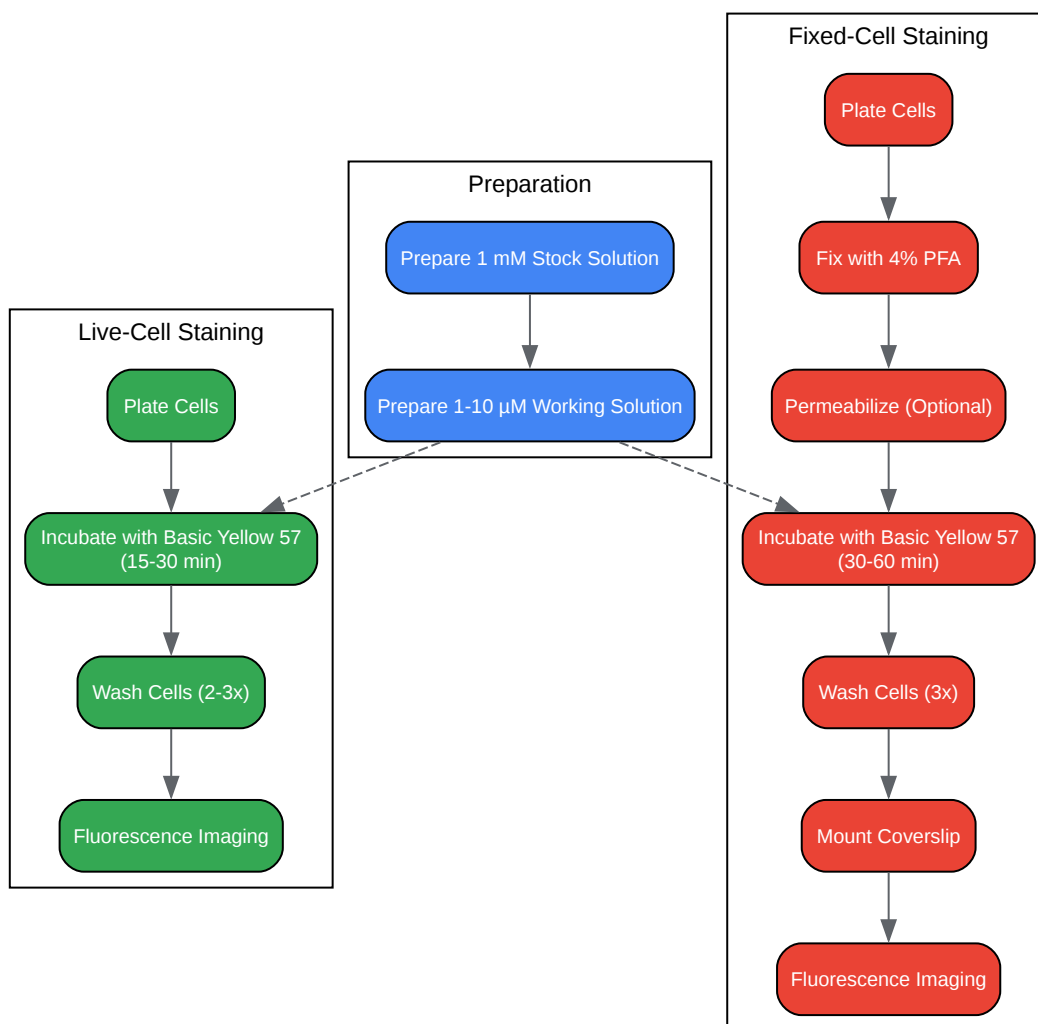 Preparation
Prepare 1 mM Stock Solution
Prepare 1-10 µM Working Solution
Live-Cell Staining
Plate Cells
Incubate with Basic Yellow 57
(15-30 min)
Wash Cells (2-3x)
Fluorescence Imaging
Fixed-Cell Staining
Plate Cells
Fix with 4% PFA
Permeabilize (Optional)
Incubate with Basic Yellow 57
(30-60 min)
Wash Cells (3x)
Mount Coverslip
Fluorescence Imaging